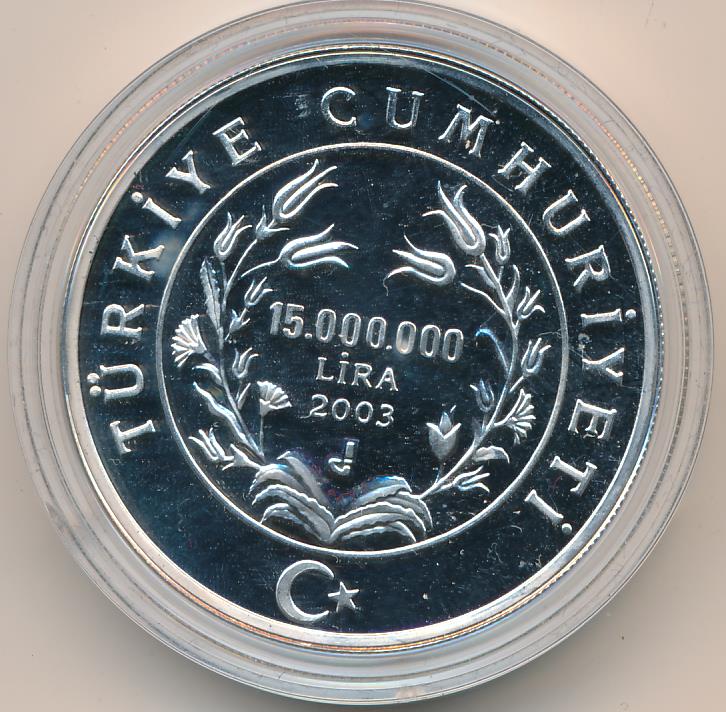 TÜRKİYE CUMHURİYETİ
15.000.000
LİRA
2003